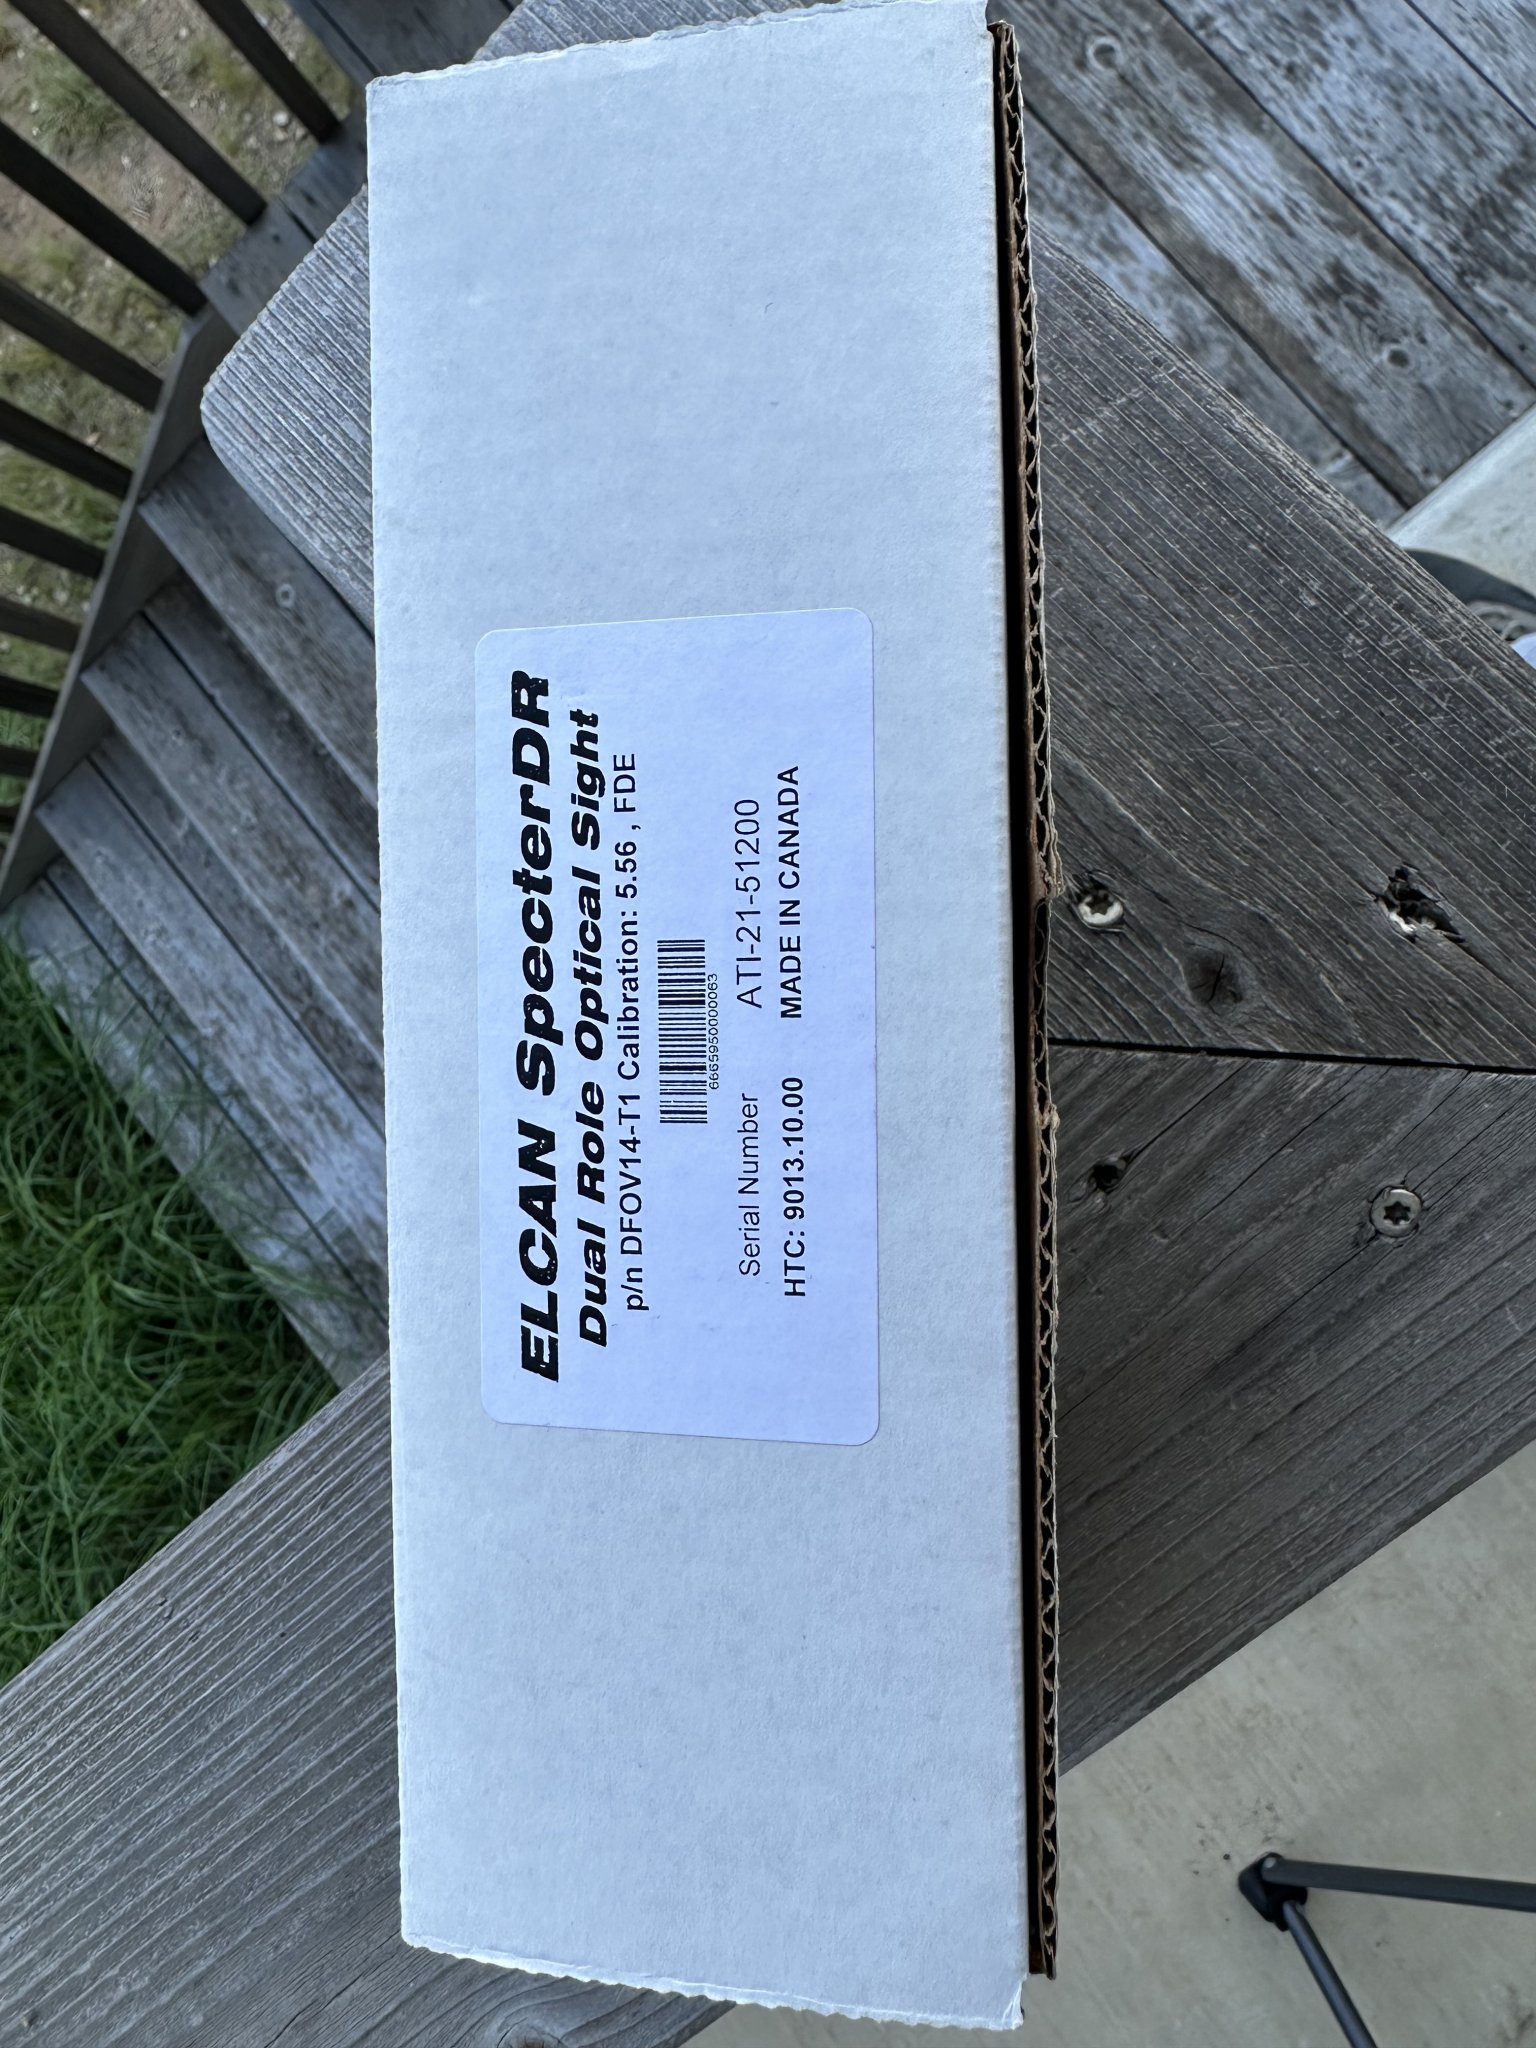 ELCAN SpecterDR
Dual Role Optical Sight
p/n DFOV14-T1 Calibration: 5.56 , FDE
6665950000063
Serial Number ATI-21-51200
HTC: 9013.10.00 MADE IN CANADA